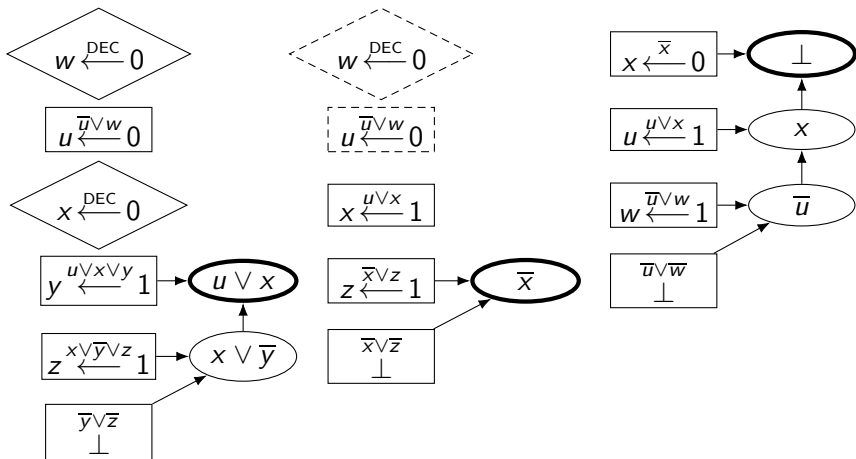 w ←DEC 0
u ←u̅∨w 0
x ←DEC 0
y ←u∨x∨y 1
u ∨ x
z ←x∨y̅∨z 1
x ∨ y̅
y̅∨z̅
⊥
w ←DEC 0
u ←u̅∨w 0
x ←u∨x 1
z ←x̅∨z 1
x̅
x̅∨z̅
⊥
x ←x̅ 0
⊥
u ←u∨x 1
x
w ←u̅∨w 1
u̅
u̅∨w̅
⊥